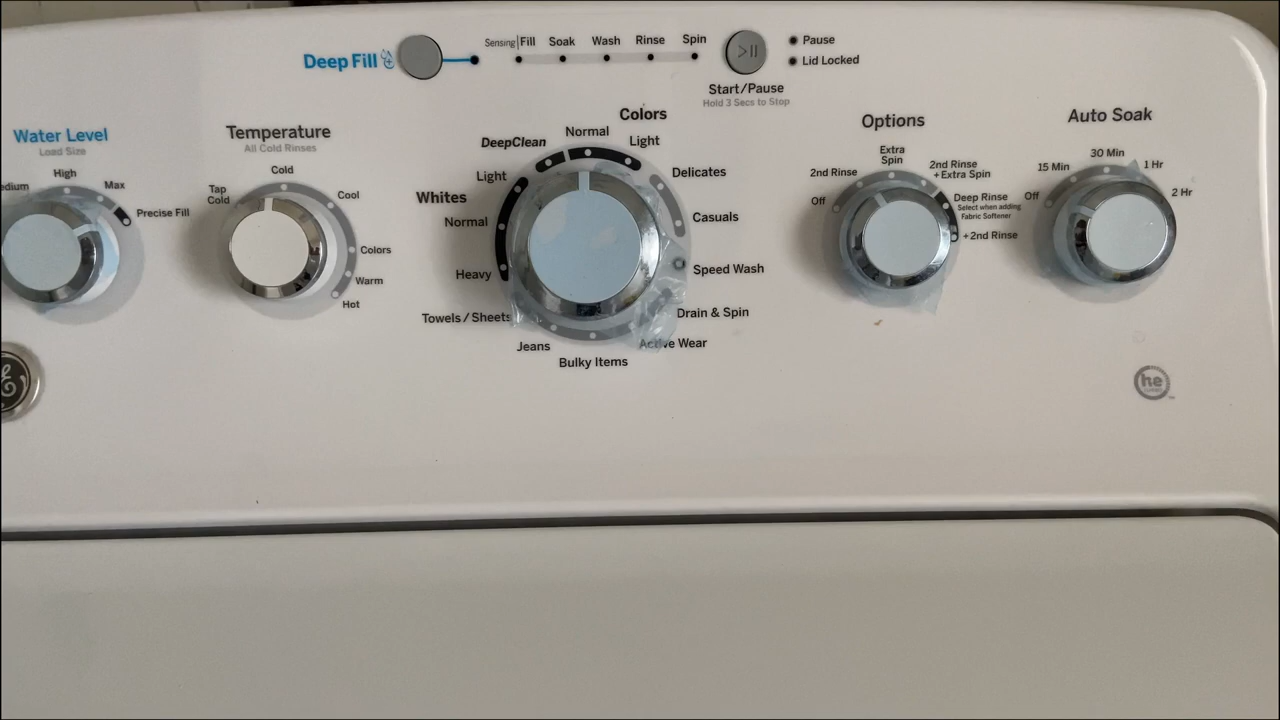 Deep Fill
Sensing Fill Soak Wash Rinse Spin
Start/Pause
Hold 3 Secs to Stop
Pause
Lid Locked
Water Level
Load Size
High
Max
Precise Fill
Temperature
All Cold Rinses
Tap
Cold
Cold
Cool
Colors
Warm
Hot
Colors
DeepClean
Normal
Light
Whites
Light
Normal
Heavy
Towels / Sheets
Jeans
Bulky Items
Active Wear
Drain & Spin
Speed Wash
Casuals
Delicates
Options
Off
2nd Rinse
Extra
Spin
2nd Rinse
+Extra Spin
Deep Rinse
Select when adding
Fabric Softener
+2nd Rinse
Auto Soak
Off
15 Min
30 Min
1 Hr
2 Hr
he